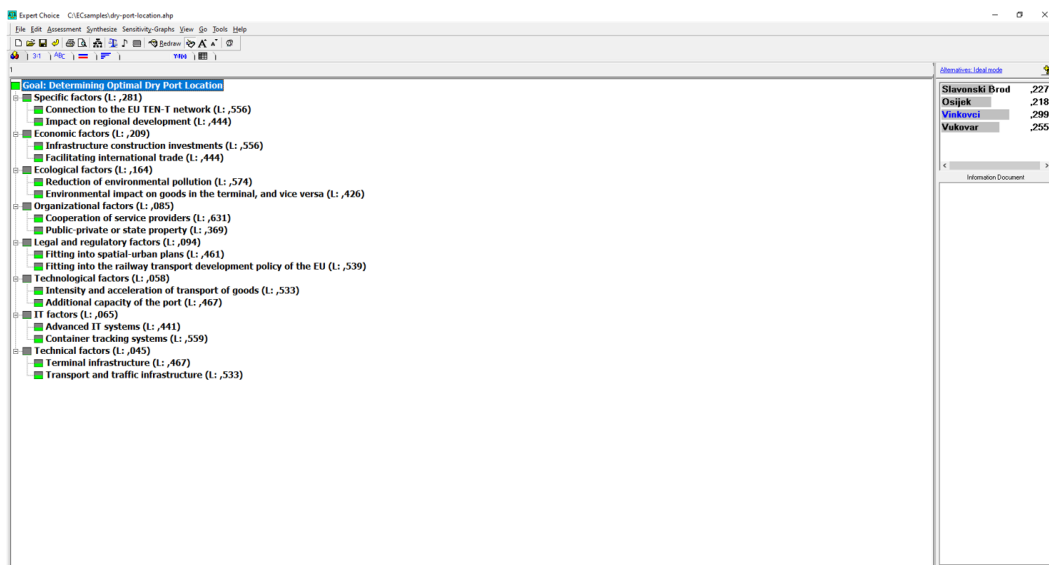 Expert Choice C:\ECsamples\dry-port-location.ahp
File Edit Assessment Synthesize Sensitivity-Graphs View Go Tools Help
Redraw
3:1 ABC Y=f(x)
1
Alternatives: Ideal mode
Goal: Determining Optimal Dry Port Location
Specific factors (L: ,281)
Connection to the EU TEN-T network (L: ,556)
Impact on regional development (L: ,444)
Economic factors (L: ,209)
Infrastructure construction investments (L: ,556)
Facilitating international trade (L: ,444)
Ecological factors (L: ,164)
Reduction of environmental pollution (L: ,574)
Environmental impact on goods in the terminal, and vice versa (L: ,426)
Organizational factors (L: ,085)
Cooperation of service providers (L: ,631)
Public-private or state property (L: ,369)
Legal and regulatory factors (L: ,094)
Fitting into spatial-urban plans (L: ,461)
Fitting into the railway transport development policy of the EU (L: ,539)
Technological factors (L: ,058)
Intensity and acceleration of transport of goods (L: ,533)
Additional capacity of the port (L: ,467)
IT factors (L: ,065)
Advanced IT systems (L: ,441)
Container tracking systems (L: ,559)
Technical factors (L: ,045)
Terminal infrastructure (L: ,467)
Transport and traffic infrastructure (L: ,533)
Slavonski Brod ,227
Osijek ,218
Vinkovci ,299
Vukovar ,255
Information Document